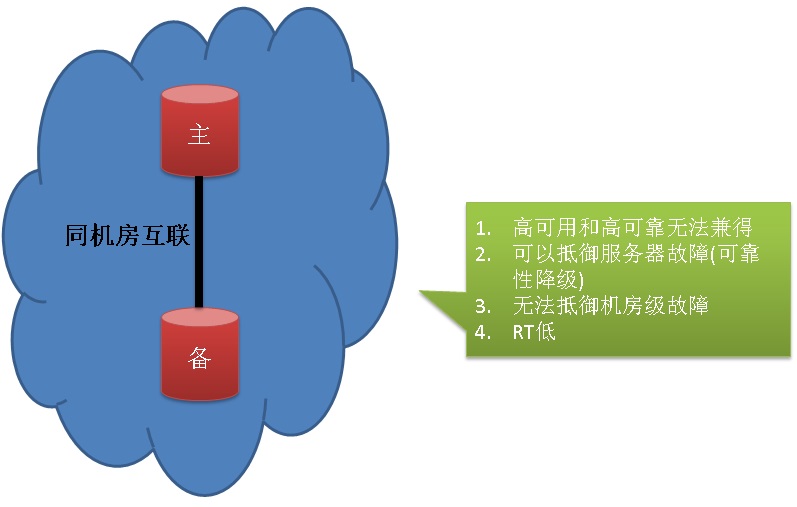 主
同机房互联
备
1. 高可用和高可靠无法兼得
2. 可以抵御服务器故障(可靠
性降级)
3. 无法抵御机房级故障
4. RT低